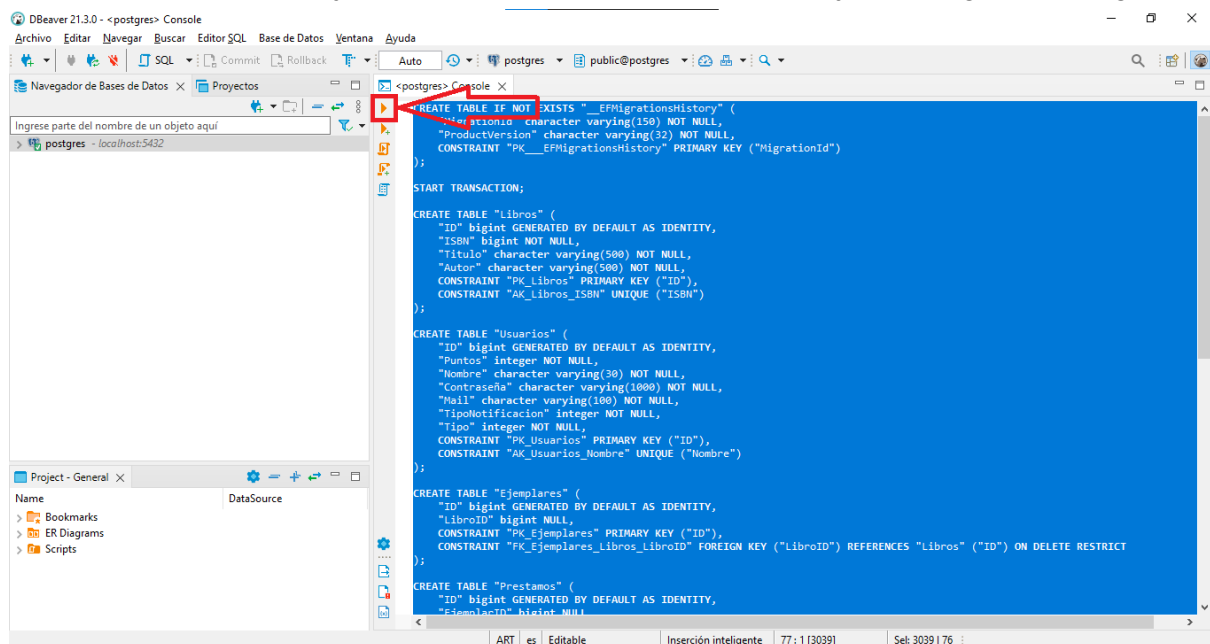 DBeaver 21.3.0 - <postgres> Console
Archivo Editar Navegar Buscar Editor SQL Base de Datos Ventana Ayuda
SQL Commit Rollback Auto postgres public@postgres
Navegador de Bases de Datos Proyectos
Ingrese parte del nombre de un objeto aquí
postgres - localhost:5432
<postgres> Console
CREATE TABLE IF NOT EXISTS "__EFMigrationsHistory" (
"MigrationId" character varying(150) NOT NULL,
"ProductVersion" character varying(32) NOT NULL,
CONSTRAINT "PK___EFMigrationsHistory" PRIMARY KEY ("MigrationId")
);
START TRANSACTION;
CREATE TABLE "Libros" (
"ID" bigint GENERATED BY DEFAULT AS IDENTITY,
"ISBN" bigint NOT NULL,
"Titulo" character varying(500) NOT NULL,
"Autor" character varying(500) NOT NULL,
CONSTRAINT "PK_Libros" PRIMARY KEY ("ID"),
CONSTRAINT "AK_Libros_ISBN" UNIQUE ("ISBN")
);
CREATE TABLE "Usuarios" (
"ID" bigint GENERATED BY DEFAULT AS IDENTITY,
"Puntos" integer NOT NULL,
"Nombre" character varying(30) NOT NULL,
"Contraseña" character varying(1000) NOT NULL,
"Mail" character varying(100) NOT NULL,
"TipoNotificacion" integer NOT NULL,
"Tipo" integer NOT NULL,
CONSTRAINT "PK_Usuarios" PRIMARY KEY ("ID"),
CONSTRAINT "AK_Usuarios_Nombre" UNIQUE ("Nombre")
);
CREATE TABLE "Ejemplares" (
"ID" bigint GENERATED BY DEFAULT AS IDENTITY,
"LibroID" bigint NULL,
CONSTRAINT "PK_Ejemplares" PRIMARY KEY ("ID"),
CONSTRAINT "FK_Ejemplares_Libros_LibroID" FOREIGN KEY ("LibroID") REFERENCES "Libros" ("ID") ON DELETE RESTRICT
);
CREATE TABLE "Prestamos" (
"ID" bigint GENERATED BY DEFAULT AS IDENTITY,
"EjemplarID" bigint NULL
Project - General
Name DataSource
Bookmarks
ER Diagrams
Scripts
ART es Editable Inserción inteligente 77 : 1 [3039] Sel: 3039 | 76